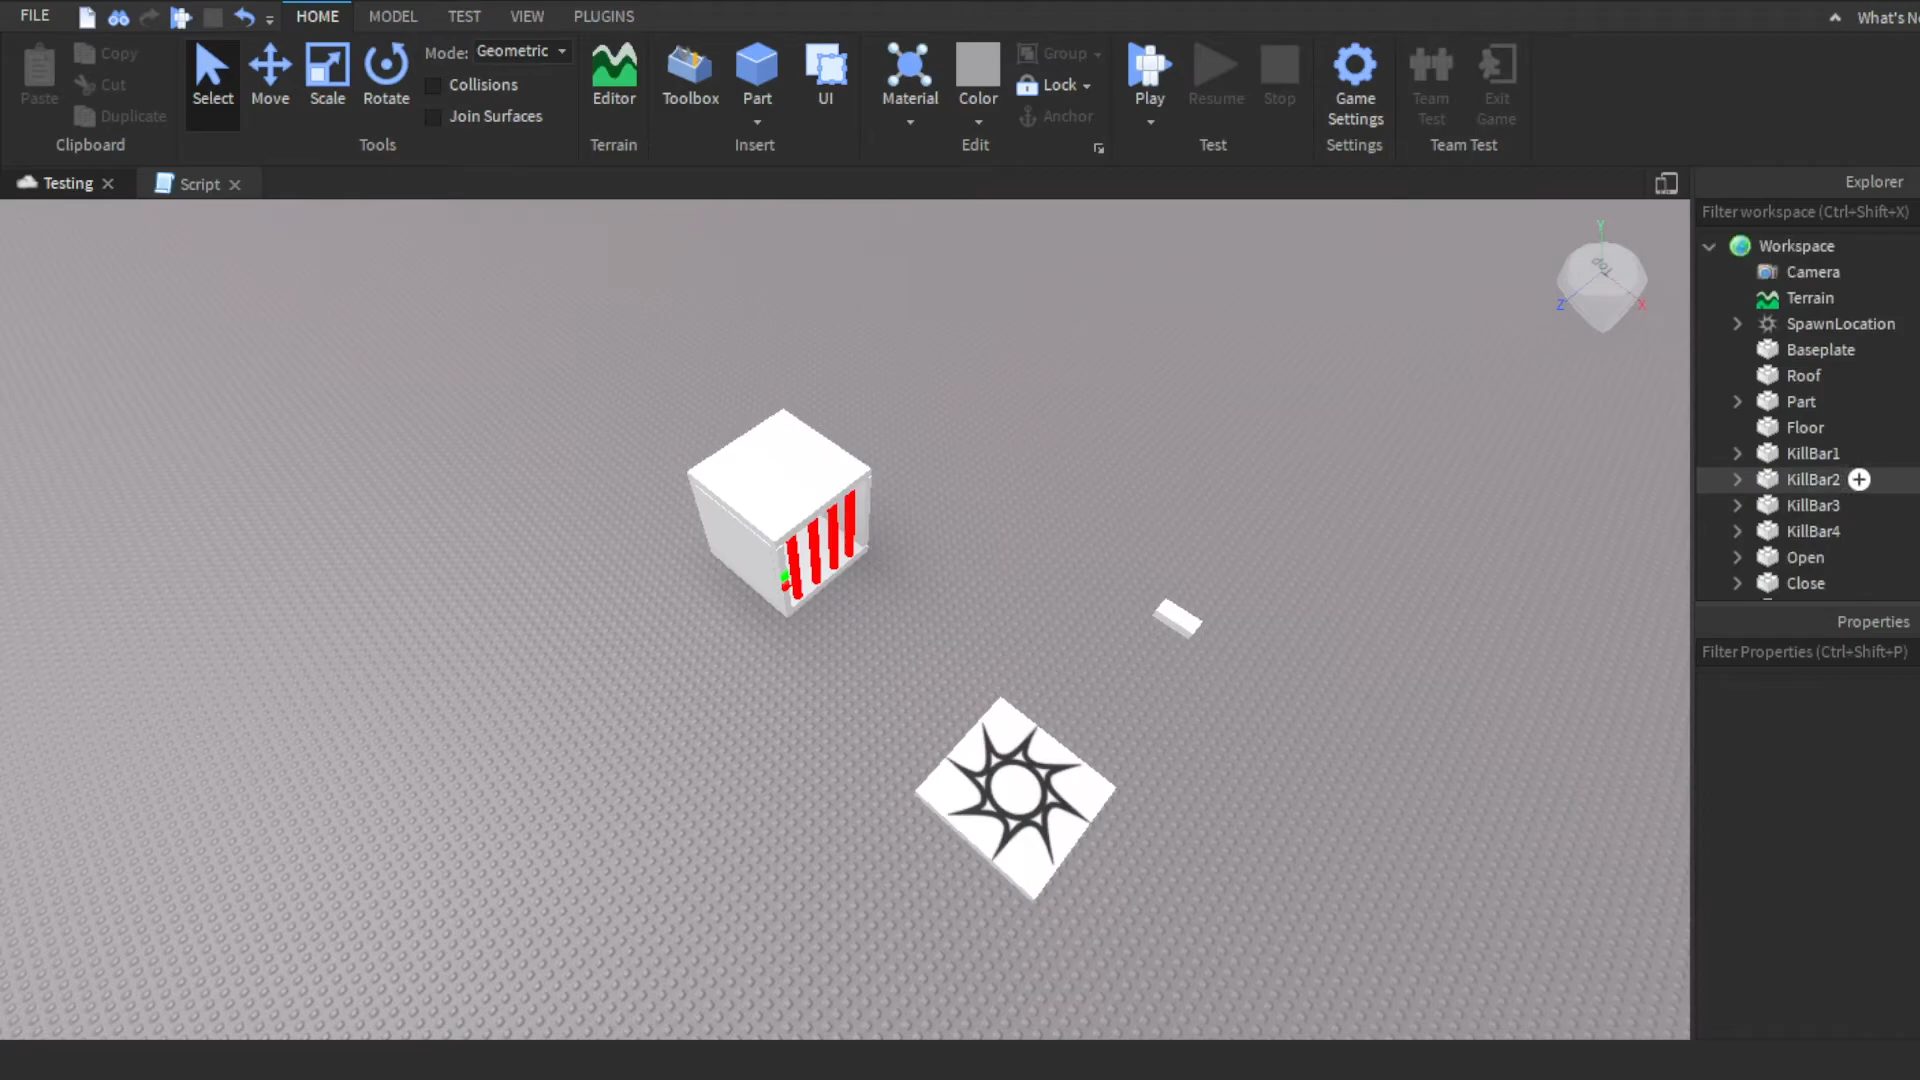 FILE HOME MODEL TEST VIEW PLUGINS
Paste Copy Cut Duplicate
Clipboard
Select Move Scale Rotate
Mode: Geometric
Collisions
Join Surfaces
Tools
Editor
Terrain
Toolbox Part UI
Insert
Material Color
Group
Lock
Anchor
Edit
Play Resume Stop
Test
Game Settings
Settings
Team Test Exit Game
Team Test
Testing Script
Y
Top
Z X
Explorer
Filter workspace (Ctrl+Shift+X)
Workspace
Camera
Terrain
SpawnLocation
Baseplate
Roof
Part
Floor
KillBar1
KillBar2
KillBar3
KillBar4
Open
Close
Properties
Filter Properties (Ctrl+Shift+P)